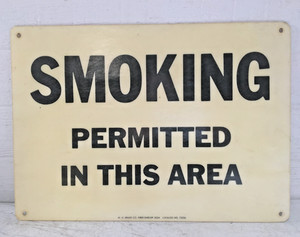 SMOKING
PERMITTED
IN THIS AREA